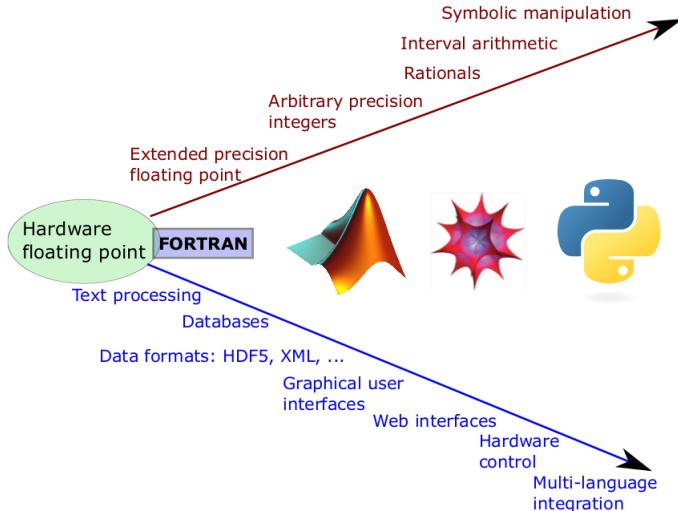 Symbolic manipulation
Interval arithmetic
Rationals
Arbitrary precision
integers
Extended precision
floating point
Hardware
floating point
FORTRAN
Text processing
Databases
Data formats: HDF5, XML, ...
Graphical user
interfaces
Web interfaces
Hardware
control
Multi-language
integration